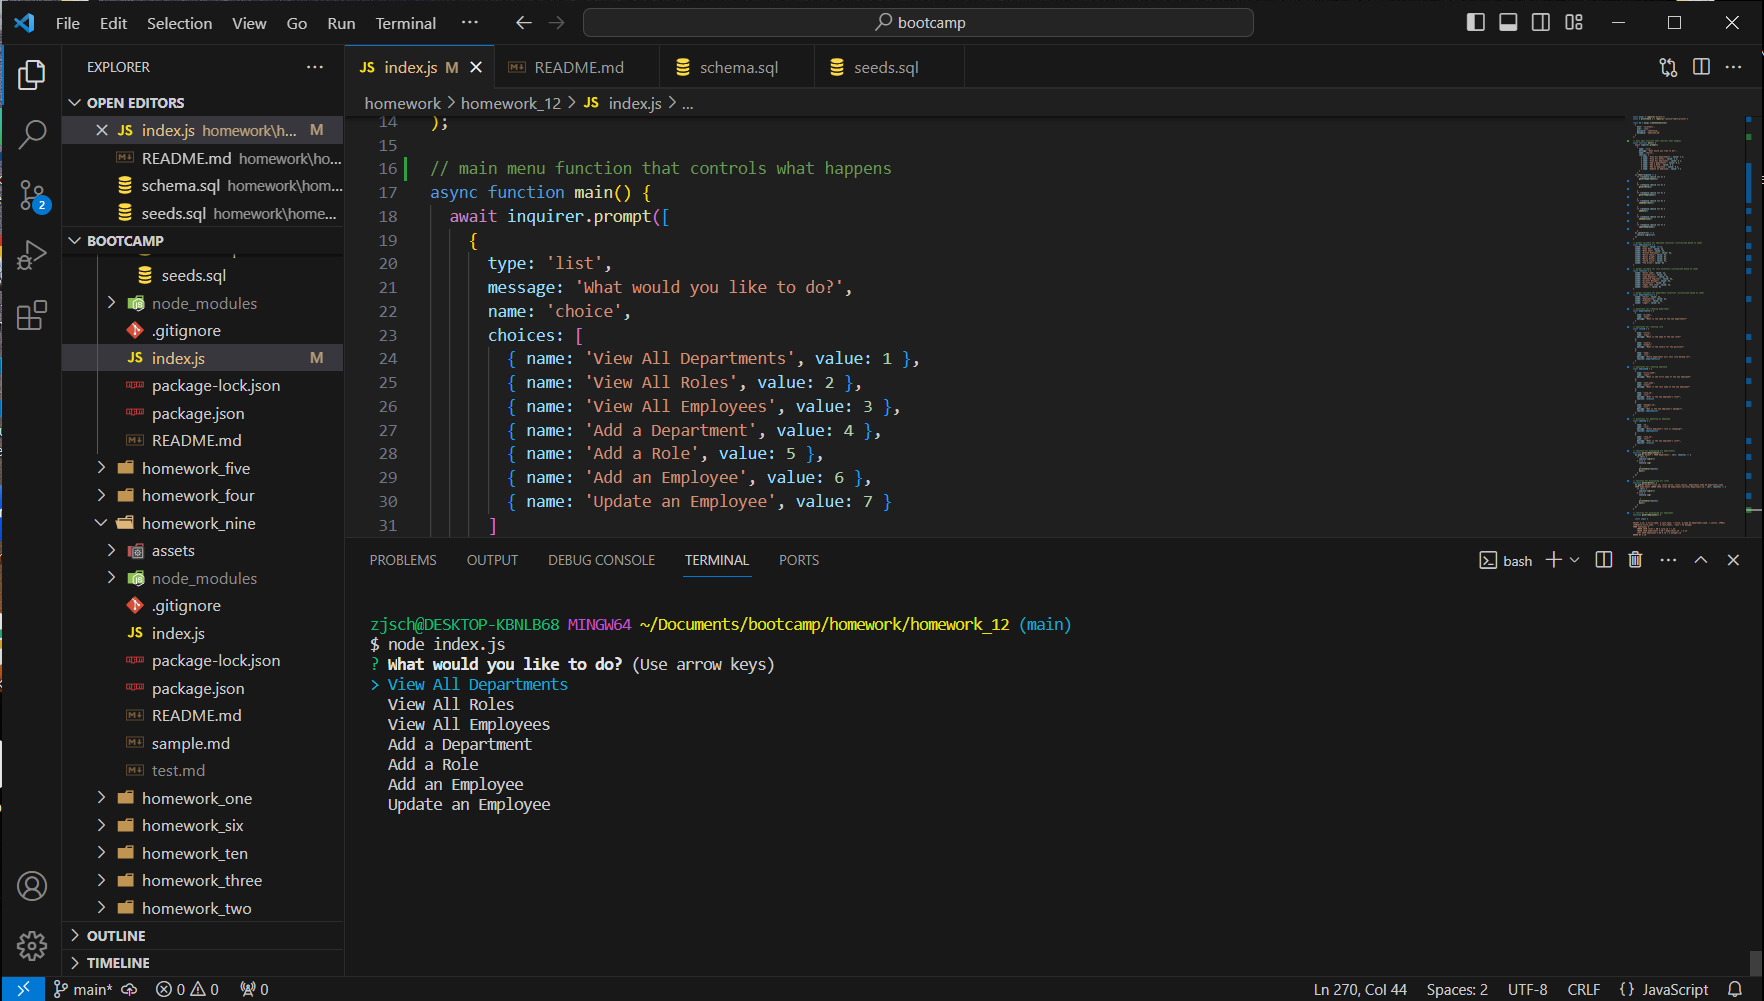 File Edit Selection View Go Run Terminal ··· bootcamp
EXPLORER ···
OPEN EDITORS
JS index.js homework\h... M
README.md homework\ho...
schema.sql homework\hom...
seeds.sql homework\home...
BOOTCAMP
seeds.sql
node_modules
.gitignore
JS index.js M
package-lock.json
package.json
README.md
homework_five
homework_four
homework_nine
assets
node_modules
.gitignore
JS index.js
package-lock.json
package.json
README.md
sample.md
test.md
homework_one
homework_six
homework_ten
homework_three
homework_two
OUTLINE
TIMELINE
JS index.js M README.md schema.sql seeds.sql
homework > homework_12 > JS index.js > ...
14 );
15
16 // main menu function that controls what happens
17 async function main() {
18 await inquirer.prompt([
19 {
20 type: 'list',
21 message: 'What would you like to do?',
22 name: 'choice',
23 choices: [
24 { name: 'View All Departments', value: 1 },
25 { name: 'View All Roles', value: 2 },
26 { name: 'View All Employees', value: 3 },
27 { name: 'Add a Department', value: 4 },
28 { name: 'Add a Role', value: 5 },
29 { name: 'Add an Employee', value: 6 },
30 { name: 'Update an Employee', value: 7 }
31 ]
PROBLEMS OUTPUT DEBUG CONSOLE TERMINAL PORTS bash
zjsch@DESKTOP-KBNLB68 MINGW64 ~/Documents/bootcamp/homework/homework_12 (main)
$ node index.js
? What would you like to do? (Use arrow keys)
> View All Departments
View All Roles
View All Employees
Add a Department
Add a Role
Add an Employee
Update an Employee
main* 0 0 0 Ln 270, Col 44 Spaces: 2 UTF-8 CRLF {} JavaScript
2